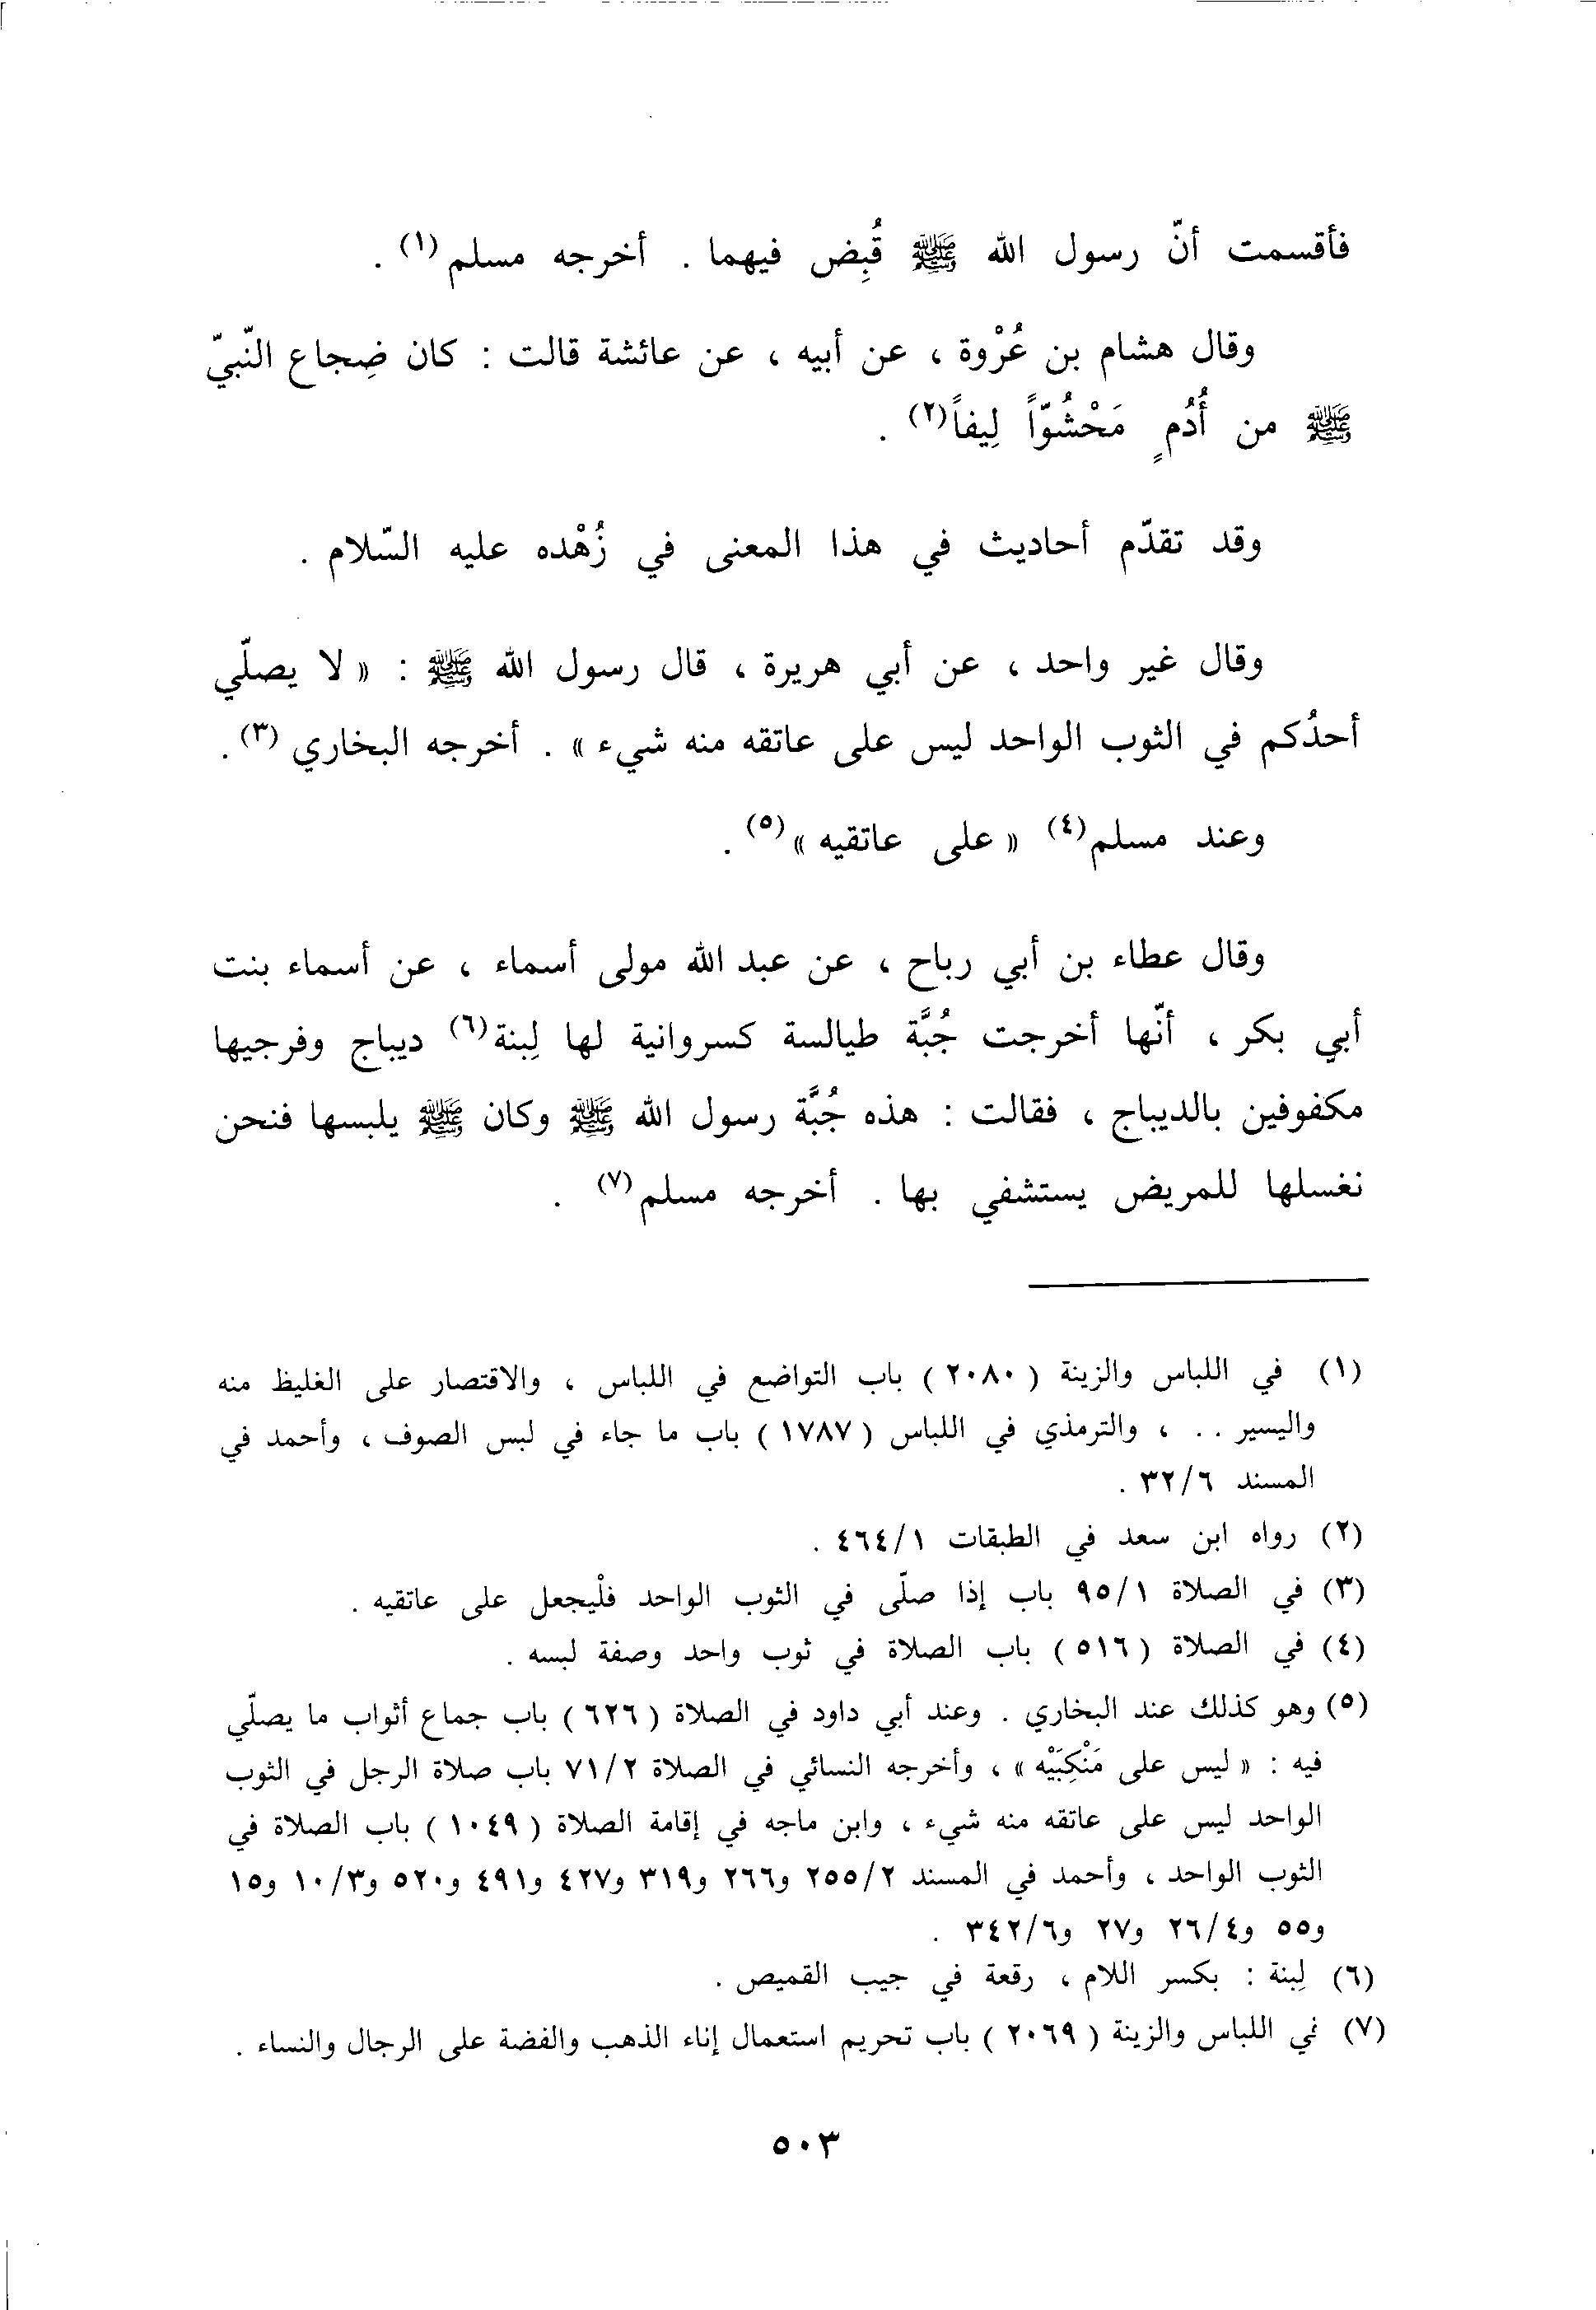 فأقسمت أنّ رسول الله ﷺ قُبِض فيهما . أخرجه مسلم(١) .
وقال هشام بن عُرْوة ، عن أبيه ، عن عائشة قالت : كان ضِجاع النّبيّ
ﷺ من أُدُمٍ مَحْشُوّاً لِيفاً(٢) .
وقد تقدّم أحاديث في هذا المعنى في زُهْده عليه السّلام .
وقال غير واحد ، عن أبي هريرة ، قال رسول الله ﷺ : « لا يصلّي
أحدُكم في الثوب الواحد ليس على عاتقه منه شيء » . أخرجه البخاري (٣) .
وعند مسلم(٤) « على عاتقيه »(٥) .
وقال عطاء بن أبي رباح ، عن عبد الله مولى أسماء ، عن أسماء بنت
أبي بكر ، أنّها أخرجت جُبَّة طيالسة كسروانية لها لِبنة(٦) ديباج وفرجيها
مكفوفين بالديباج ، فقالت : هذه جُبَّة رسول الله ﷺ وكان ﷺ يلبسها فنحن
نغسلها للمريض يستشفي بها . أخرجه مسلم(٧) .
(١) في اللباس والزينة ( ٢٠٨٠ ) باب التواضع في اللباس ، والاقتصار على الغليظ منه
واليسير . . ، والترمذي في اللباس ( ١٧٨٧ ) باب ما جاء في لبس الصوف ، وأحمد في
المسند ٣٢/٦ .
(٢) رواه ابن سعد في الطبقات ٤٦٤/١ .
(٣) في الصلاة ٩٥/١ باب إذا صلّى في الثوب الواحد فلْيجعل على عاتقيه .
(٤) في الصلاة ( ٥١٦ ) باب الصلاة في ثوب واحد وصفة لبسه .
(٥) وهو كذلك عند البخاري . وعند أبي داود في الصلاة ( ٦٢٦ ) باب جماع أثواب ما يصلّي
فيه : « ليس على مَنْكِبَيْه » ، وأخرجه النسائي في الصلاة ٧١/٢ باب صلاة الرجل في الثوب
الواحد ليس على عاتقه منه شيء ، وابن ماجه في إقامة الصلاة ( ١٠٤٩ ) باب الصلاة في
الثوب الواحد ، وأحمد في المسند ٢٥٥/٢ و٢٦٦ و٣١٩ و٤٢٧ و٤٩١ و٥٢٠ و١٠/٣ و١٥
و٥٥ و٢٦/٤ و٢٧ و٣٤٢/٦ .
(٦) لِبنة : بكسر اللام ، رقعة في جيب القميص .
(٧) في اللباس والزينة ( ٢٠٦٩ ) باب تحريم استعمال إناء الذهب والفضة على الرجال والنساء .
٥٠٣